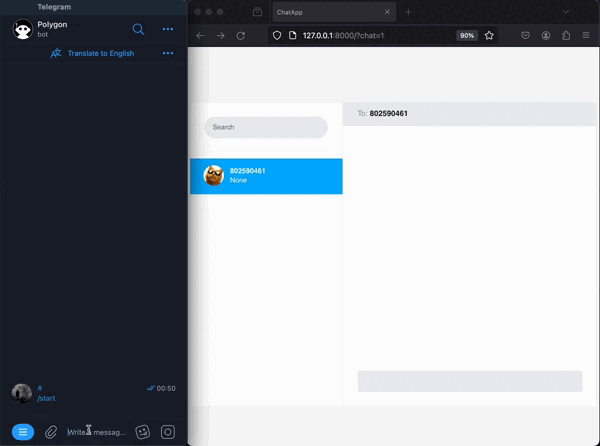 Telegram
Polygon
bot
Translate to English
#
/start
00:50
Write a messag...
ChatApp
127.0.0.1:8000/?chat=1
90%
Search
802590461
None
To: 802590461